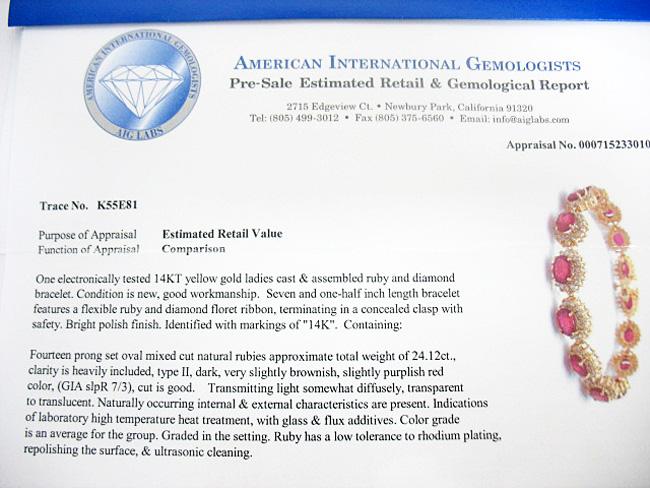 AMERICAN INTERNATIONAL GEMOLOGISTS
AIG LABS
AMERICAN INTERNATIONAL GEMOLOGISTS
Pre-Sale Estimated Retail & Gemological Report
2715 Edgeview Ct. • Newbury Park, California 91320
Tel: (805) 499-3012 • Fax (805) 375-6560 • Email: info@aiglabs.com
Appraisal No. 000715233010
Trace No. K55E81
Purpose of Appraisal Estimated Retail Value
Function of Appraisal Comparison
One electronically tested 14KT yellow gold ladies cast & assembled ruby and diamond
bracelet. Condition is new, good workmanship. Seven and one-half inch length bracelet
features a flexible ruby and diamond floret ribbon, terminating in a concealed clasp with
safety. Bright polish finish. Identified with markings of "14K". Containing:
Fourteen prong set oval mixed cut natural rubies approximate total weight of 24.12ct.,
clarity is heavily included, type II, dark, very slightly brownish, slightly purplish red
color, (GIA slpR 7/3), cut is good. Transmitting light somewhat diffusely, transparent
to translucent. Naturally occurring internal & external characteristics are present. Indications
of laboratory high temperature heat treatment, with glass & flux additives. Color grade
is an average for the group. Graded in the setting. Ruby has a low tolerance to rhodium plating,
repolishing the surface, & ultrasonic cleaning.